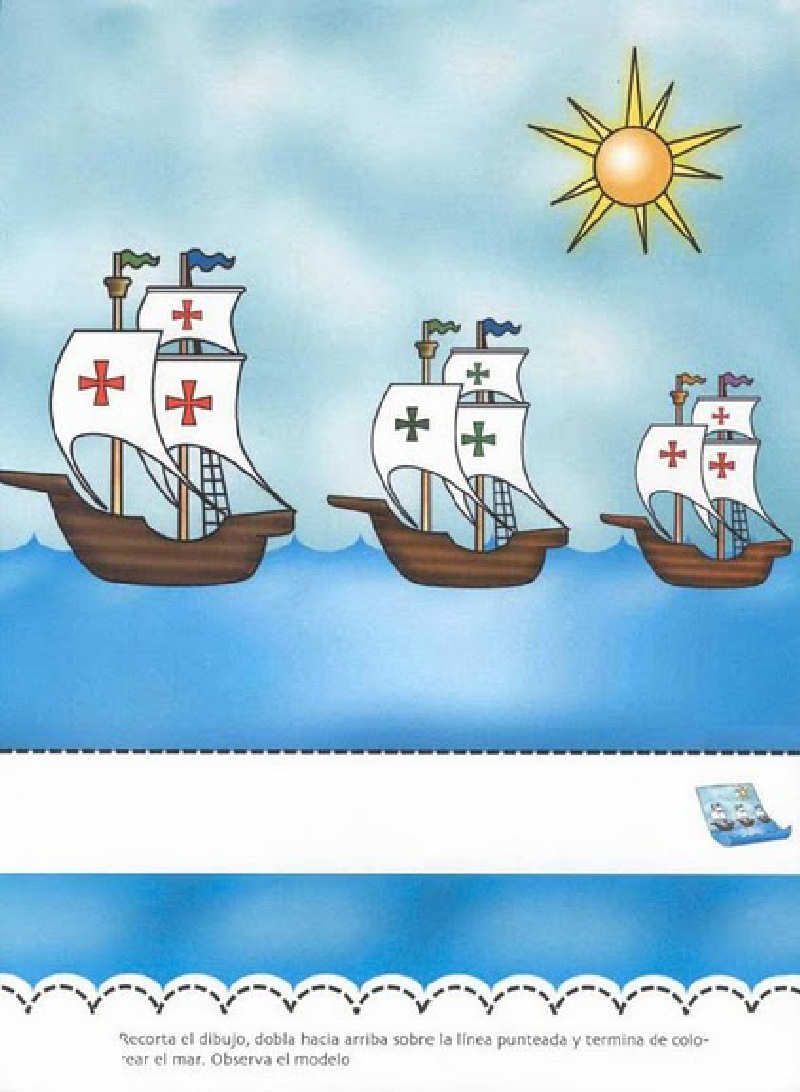 Recorta el dibujo, dobla hacia arriba sobre la línea punteada y termina de colo-
rear el mar. Observa el modelo